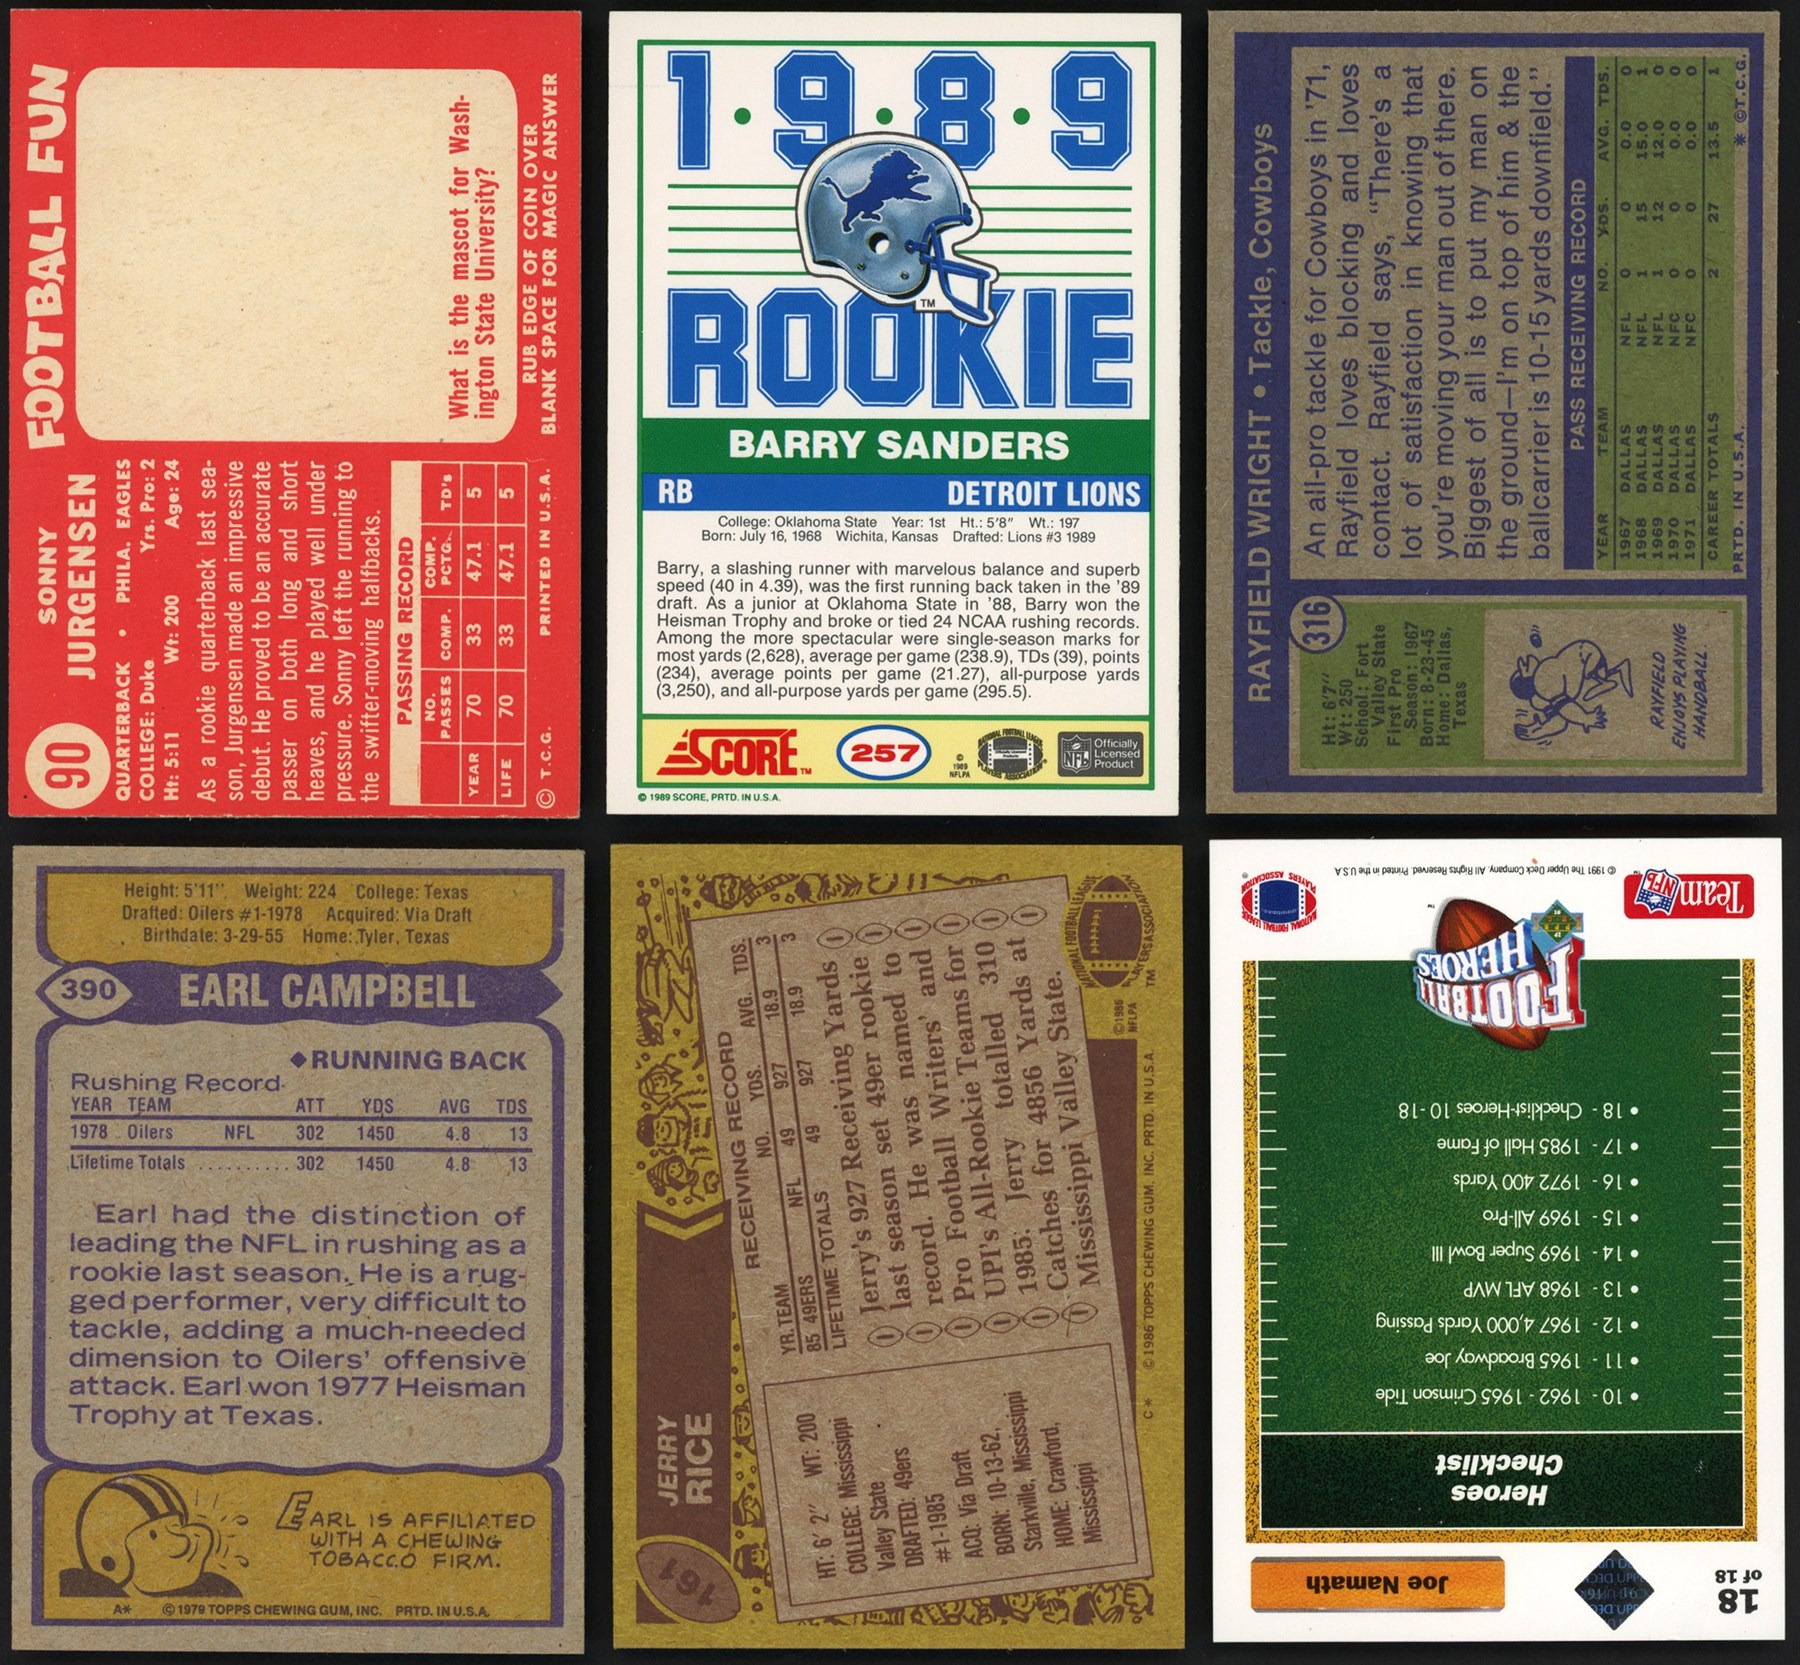 FOOTBALL FUN
What is the mascot for Wash-
ington State University?
RUB EDGE OF COIN OVER
BLANK SPACE FOR MAGIC ANSWER
90
SONNY
JURGENSEN
QUARTERBACK • PHILA. EAGLES
COLLEGE: Duke Yrs. Pro: 2
Ht: 5:11 Wt: 200 Age: 24
As a rookie quarterback last sea-
son, Jurgensen made an impressive
debut. He proved to be an accurate
passer on both long and short
heaves, and he played well under
pressure. Sonny left the running to
the swifter-moving halfbacks.
PASSING RECORD
NO. PASSES COMP. COMP. PCTG. TD's
YEAR 70 33 47.1 5
LIFE 70 33 47.1 5
© T.C.G. PRINTED IN U.S.A.
1·9·8·9
TM
ROOKIE
BARRY SANDERS
RB DETROIT LIONS
College: Oklahoma State Year: 1st Ht.: 5'8" Wt.: 197
Born: July 16, 1968 Wichita, Kansas Drafted: Lions #3 1989
Barry, a slashing runner with marvelous balance and superb
speed (40 in 4.39), was the first running back taken in the '89
draft. As a junior at Oklahoma State in '88, Barry won the
Heisman Trophy and broke or tied 24 NCAA rushing records.
Among the more spectacular were single-season marks for
most yards (2,628), average per game (238.9), TDs (39), points
(234), average points per game (21.27), all-purpose yards
(3,250), and all-purpose yards per game (295.5).
SCORE TM
257
© 1989 NFLPA
NATIONAL FOOTBALL LEAGUE
PLAYERS ASSOCIATION
NFL
Officially
Licensed
Product
© 1989 SCORE, PRTD. IN U.S.A.
RAYFIELD WRIGHT • Tackle, Cowboys
316
Ht: 6'7"
Wt: 250
School: Fort
Valley State
First Pro
Season: 1967
Born: 8-23-45
Home: Dallas,
Texas
RAYFIELD
ENJOYS PLAYING
HANDBALL
An all-pro tackle for Cowboys in '71,
Rayfield loves blocking and loves
contact. Rayfield says, "There's a
lot of satisfaction in knowing that
you're moving your man out of there.
Biggest of all is to put my man on
the ground—I'm on top of him & the
ballcarrier is 10-15 yards downfield."
PASS RECEIVING RECORD
YEAR TEAM NO. YDS. AVG. TDS.
1967 DALLAS NFL 0 0 0.0 0
1968 DALLAS NFL 1 15 15.0 1
1969 DALLAS NFL 1 12 12.0 0
1970 DALLAS NFC 0 0 0.0 0
1971 DALLAS NFC 0 0 0.0 0
CAREER TOTALS 2 27 13.5 1
PRTD. IN U.S.A. * ©T.C.G.
Height: 5'11". Weight: 224 College: Texas
Drafted: Oilers #1-1978 Acquired: Via Draft
Birthdate: 3-29-55 Home: Tyler, Texas
390 EARL CAMPBELL
◆RUNNING BACK
Rushing Record
YEAR TEAM ATT YDS AVG TDS
1978 Oilers NFL 302 1450 4.8 13
Lifetime Totals .......... 302 1450 4.8 13
Earl had the distinction of
leading the NFL in rushing as a
rookie last season. He is a rug-
ged performer, very difficult to
tackle, adding a much-needed
dimension to Oilers' offensive
attack. Earl won 1977 Heisman
Trophy at Texas.
EARL IS AFFILIATED
WITH A CHEWING
TOBACCO FIRM.
A* © 1979 TOPPS CHEWING GUM, INC. PRTD. IN U.S.A.
161
JERRY
RICE
HT: 6' 2" WT: 200
COLLEGE: Mississippi
Valley State
DRAFTED: 49ers
#1-1985
ACQ: Via Draft
BORN: 10-13-62,
Starkville, Mississippi
HOME: Crawford,
Mississippi
RECEIVING RECORD
YR. TEAM NO. YDS. AVG. TDS.
85 49ERS NFL 49 927 18.9 3
LIFETIME TOTALS 49 927 18.9 3
Jerry's 927 Receiving Yards
last season set 49er rookie
record. He was named to
Pro Football Writers' and
UPI's All-Rookie Teams for
1985. Jerry totalled 310
Catches for 4856 Yards at
Mississippi Valley State.
NATIONAL FOOTBALL LEAGUE
PLAYERS ASSOCIATION
TM
©1986
NFLPA
C* © 1986 TOPPS CHEWING GUM, INC. PRTD. IN U.S.A.
18
of 18
Joe Namath
Heroes
Checklist
• 10 - 1962 - 1965 Crimson Tide
• 11 - 1965 Broadway Joe
• 12 - 1967 4,000 Yards Passing
• 13 - 1968 AFL MVP
• 14 - 1969 Super Bowl III
• 15 - 1969 All-Pro
• 16 - 1972 400 Yards
• 17 - 1985 Hall of Fame
• 18 - Checklist-Heroes 10-18
FOOTBALL
HEROES
TM
Team
NFL
NATIONAL FOOTBALL LEAGUE
PLAYERS ASSOCIATION
© 1991 The Upper Deck Company. All Rights Reserved. Printed in the U.S.A.